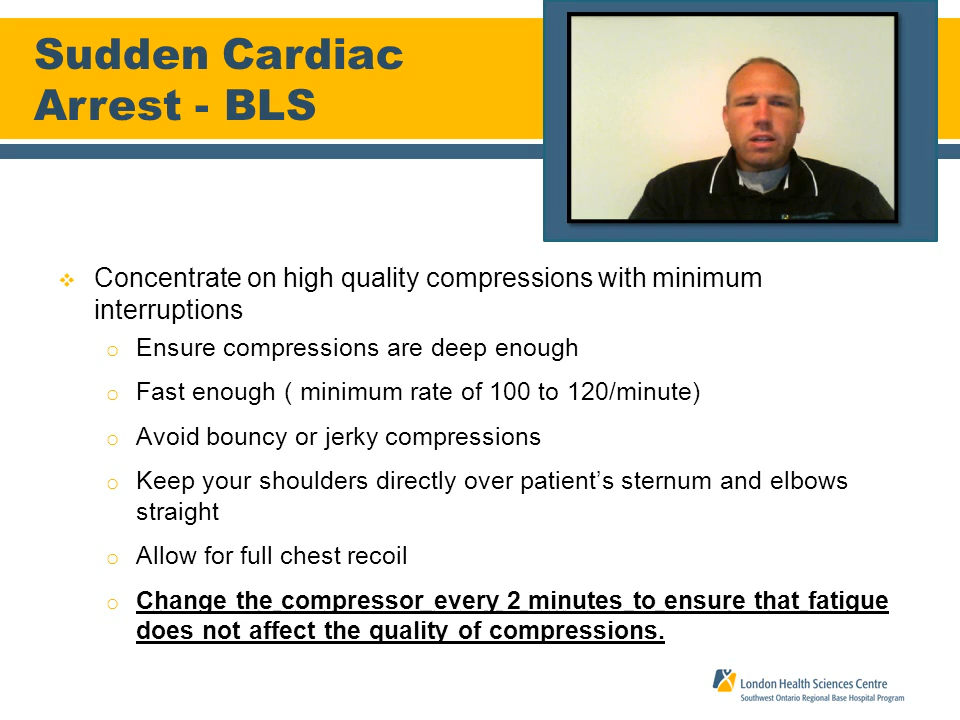 Sudden Cardiac
Arrest - BLS
❖ Concentrate on high quality compressions with minimum
interruptions
o Ensure compressions are deep enough
o Fast enough ( minimum rate of 100 to 120/minute)
o Avoid bouncy or jerky compressions
o Keep your shoulders directly over patient’s sternum and elbows
straight
o Allow for full chest recoil
o Change the compressor every 2 minutes to ensure that fatigue
does not affect the quality of compressions.
London Health Sciences Centre
Southwest Ontario Regional Base Hospital Program